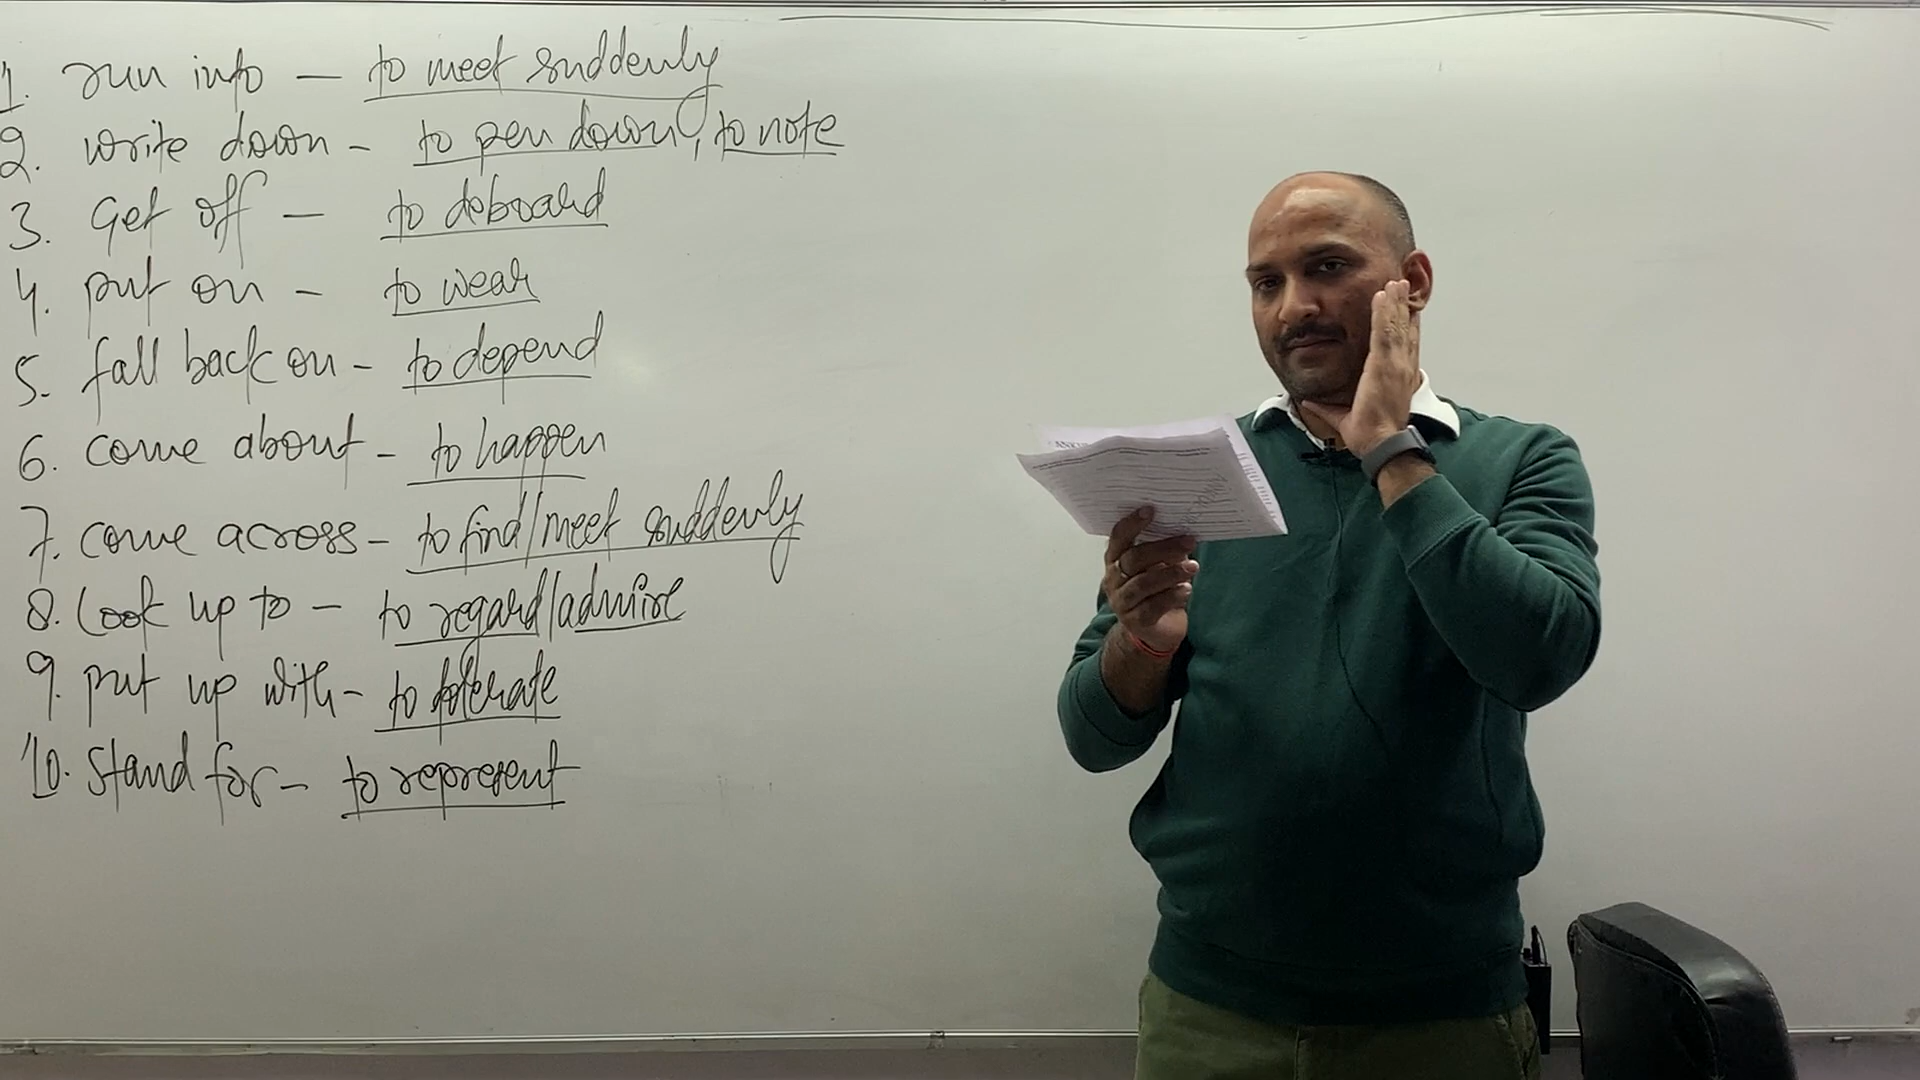 1. run into — to meet suddenly
2. write down - to pen down, to note
3. Get off — to deboard
4. put on - to wear
5. fall back on - to depend
6. come about - to happen
7. come across - to find/meet suddenly
8. Look up to - to regard/admire
9. put up with - to tolerate
10. Stand for - to represent